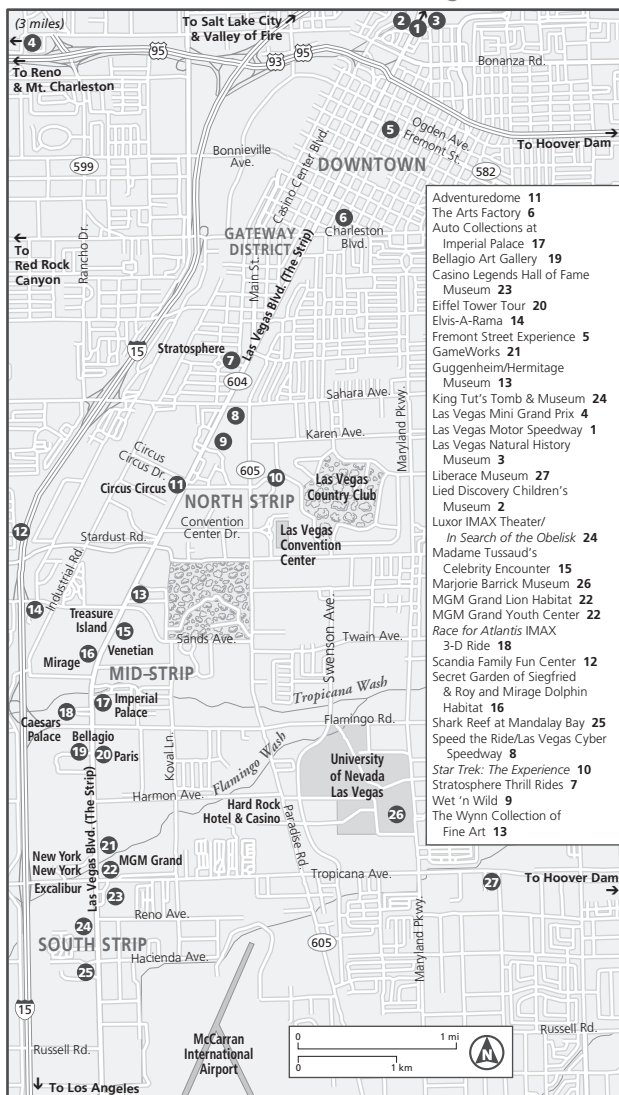 (3 miles)
4
To Salt Lake City
& Valley of Fire
2
1
3
95
93
95
Bonanza Rd.
To Reno
& Mt. Charleston
5
Ogden Ave.
Fremont St.
To Hoover Dam
599
Bonnieville
Ave.
Casino Center Blvd.
DOWNTOWN
582
6
Charleston
Blvd.
GATEWAY
DISTRICT
To
Red Rock
Canyon
Rancho Dr.
Main St.
Las Vegas Blvd. (The Strip)
15
Stratosphere
7
604
Sahara Ave.
8
Maryland Pkwy.
9
Karen Ave.
Circus
Circus Dr.
605
10
Circus Circus
11
NORTH STRIP
Las Vegas
Country Club
12
Stardust Rd.
Convention
Center Dr.
Las Vegas
Convention
Center
Industrial Rd.
13
14
Treasure
Island
15
Sands Ave.
Swenson Ave.
Twain Ave.
Mirage
16
Venetian
MID-STRIP
Tropicana Wash
17
Imperial
Palace
18
Caesars
Palace
Flamingo Rd.
Bellagio
19
20
Paris
Koval Ln.
Flamingo Wash
University
of Nevada
Las Vegas
Harmon Ave.
Hard Rock
Hotel & Casino
Paradise Rd.
26
Las Vegas Blvd. (The Strip)
21
New York
New York
22
MGM Grand
Tropicana Ave.
Excalibur
27
To Hoover Dam
23
Reno Ave.
24
SOUTH STRIP
605
Maryland Pkwy.
Hacienda Ave.
25
15
McCarran
International
Airport
Russell Rd.
Russell Rd.
0
1 mi
0
1 km
N
To Los Angeles
Adventuredome 11
The Arts Factory 6
Auto Collections at
Imperial Palace 17
Bellagio Art Gallery 19
Casino Legends Hall of Fame
Museum 23
Eiffel Tower Tour 20
Elvis-A-Rama 14
Fremont Street Experience 5
GameWorks 21
Guggenheim/Hermitage
Museum 13
King Tut's Tomb & Museum 24
Las Vegas Mini Grand Prix 4
Las Vegas Motor Speedway 1
Las Vegas Natural History
Museum 3
Liberace Museum 27
Lied Discovery Children's
Museum 2
Luxor IMAX Theater/
In Search of the Obelisk 24
Madame Tussaud's
Celebrity Encounter 15
Marjorie Barrick Museum 26
MGM Grand Lion Habitat 22
MGM Grand Youth Center 22
Race for Atlantis IMAX
3-D Ride 18
Scandia Family Fun Center 12
Secret Garden of Siegfried
& Roy and Mirage Dolphin
Habitat 16
Shark Reef at Mandalay Bay 25
Speed the Ride/Las Vegas Cyber
Speedway 8
Star Trek: The Experience 10
Stratosphere Thrill Rides 7
Wet 'n Wild 9
The Wynn Collection of
Fine Art 13